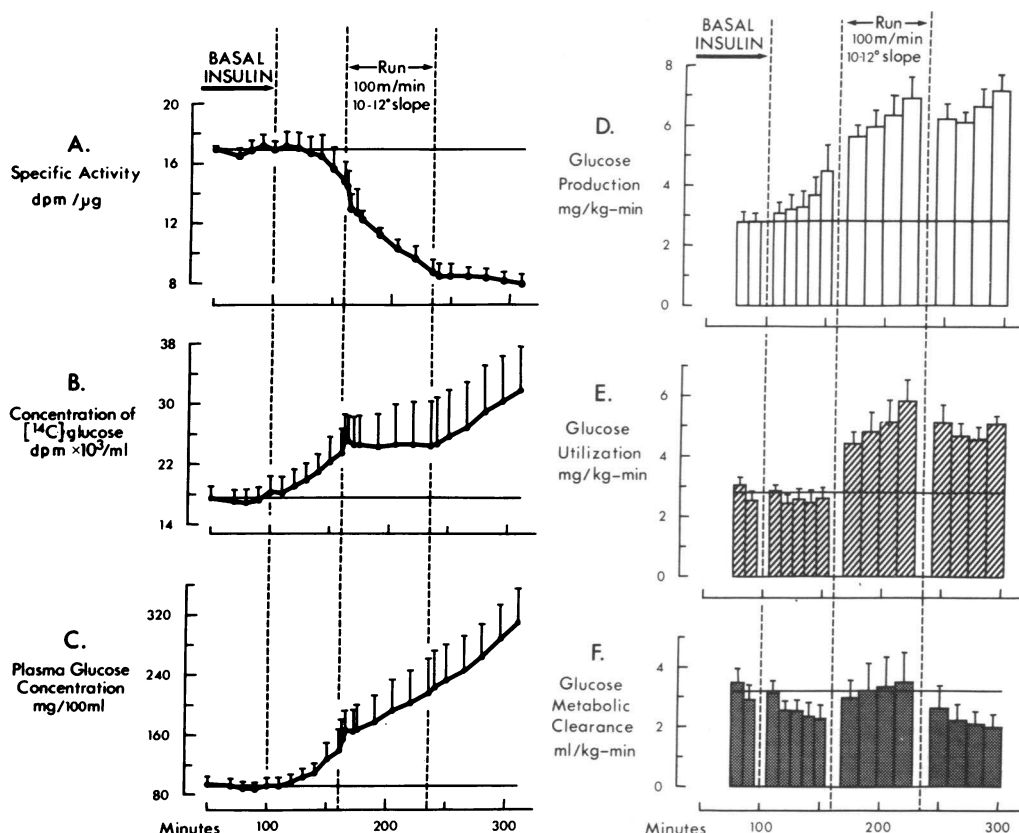 BASAL
INSULIN
Run
100m/min
10-12° slope
A.
Specific Activity
dpm/µg
20
16
12
8
B.
Concentration of
[¹⁴C]-glucose
dpm ×10³/ml
38
30
22
14
C.
Plasma Glucose
Concentration
mg/100ml
320
240
160
80
Minutes 100 200 300
BASAL
INSULIN
Run
100m/min
10-12° slope
D.
Glucose
Production
mg/kg-min
8
6
4
2
0
E.
Glucose
Utilization
mg/kg-min
6
4
2
0
F.
Glucose
Metabolic
Clearance
ml/kg-min
4
2
0
Minutes 100 200 300